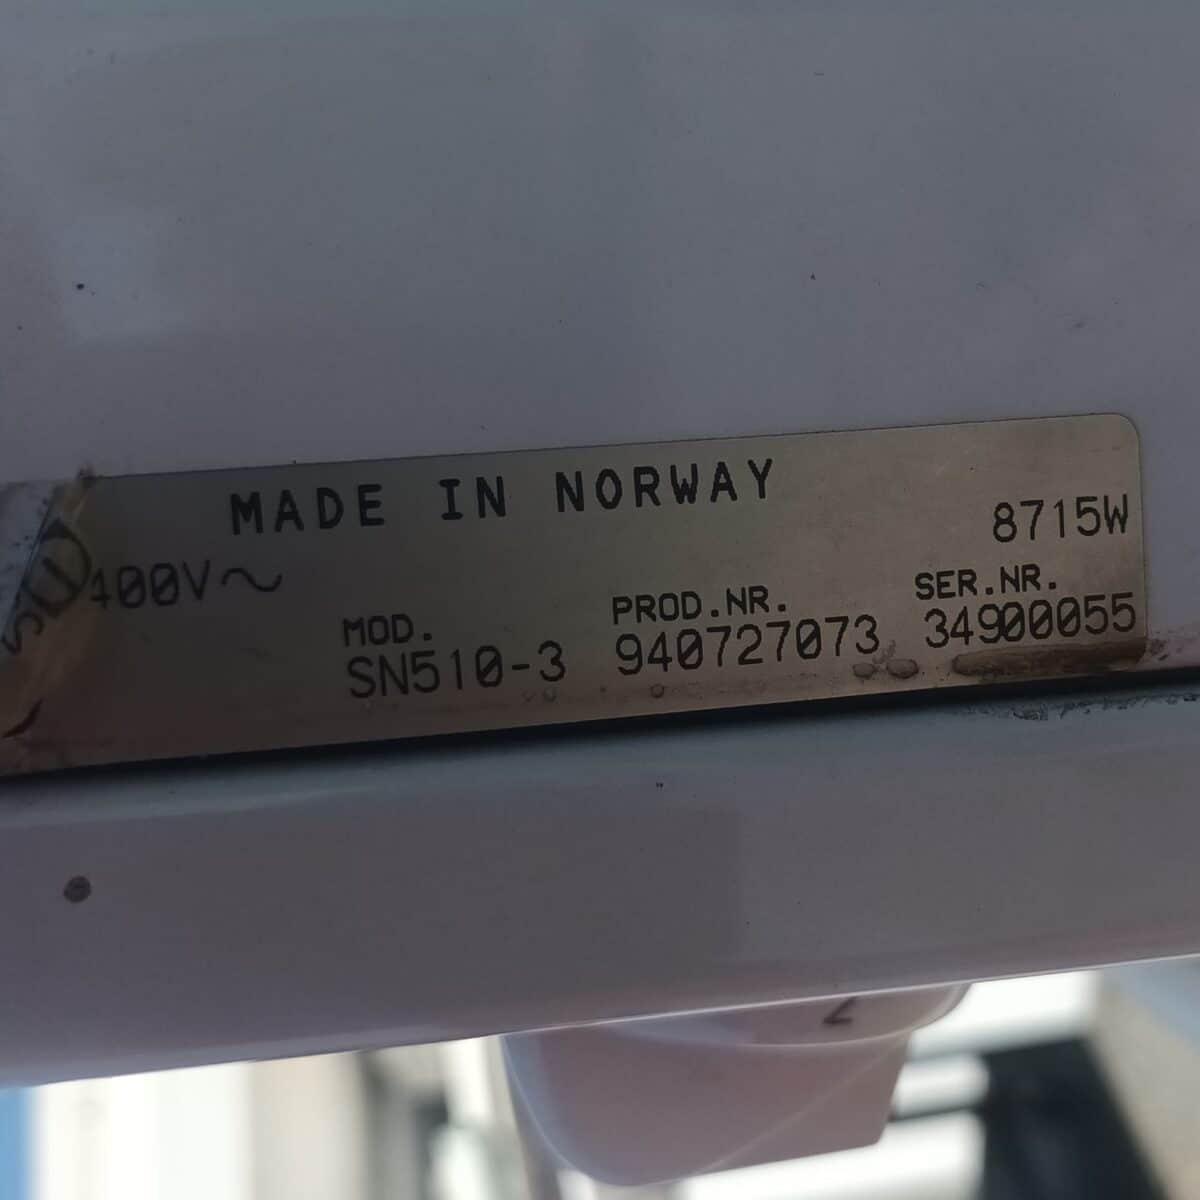 MADE IN NORWAY
8715W
400V~
MOD. PROD.NR. SER.NR.
SN510-3 940727073 34900055